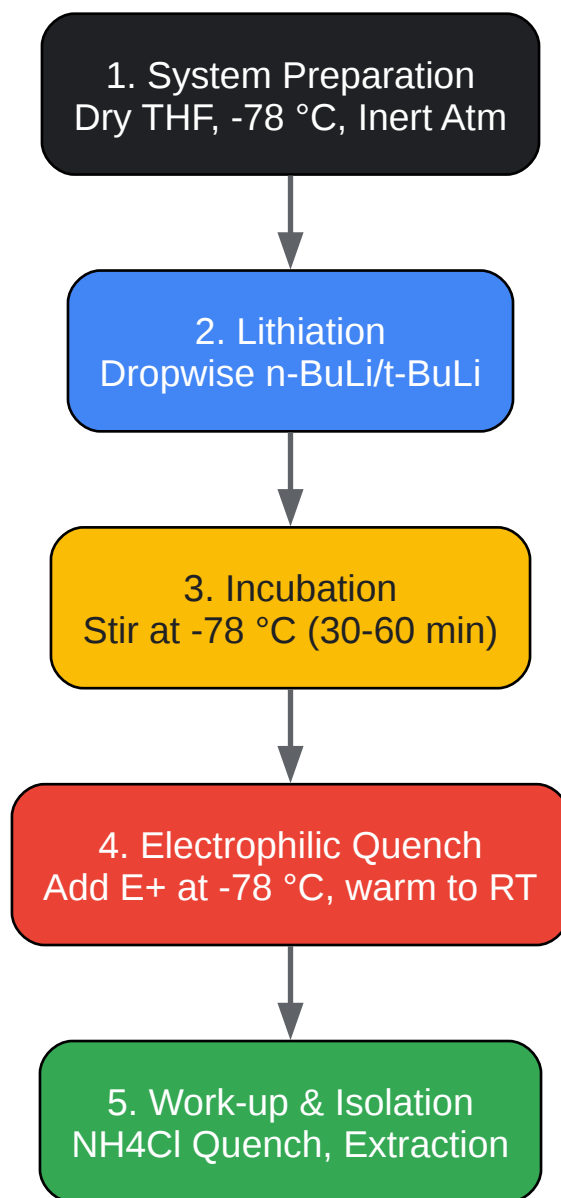 1. System Preparation
Dry THF, -78 °C, Inert Atm
2. Lithiation
Dropwise n-BuLi/t-BuLi
3. Incubation
Stir at -78 °C (30-60 min)
4. Electrophilic Quench
Add E+ at -78 °C, warm to RT
5. Work-up & Isolation
NH4Cl Quench, Extraction